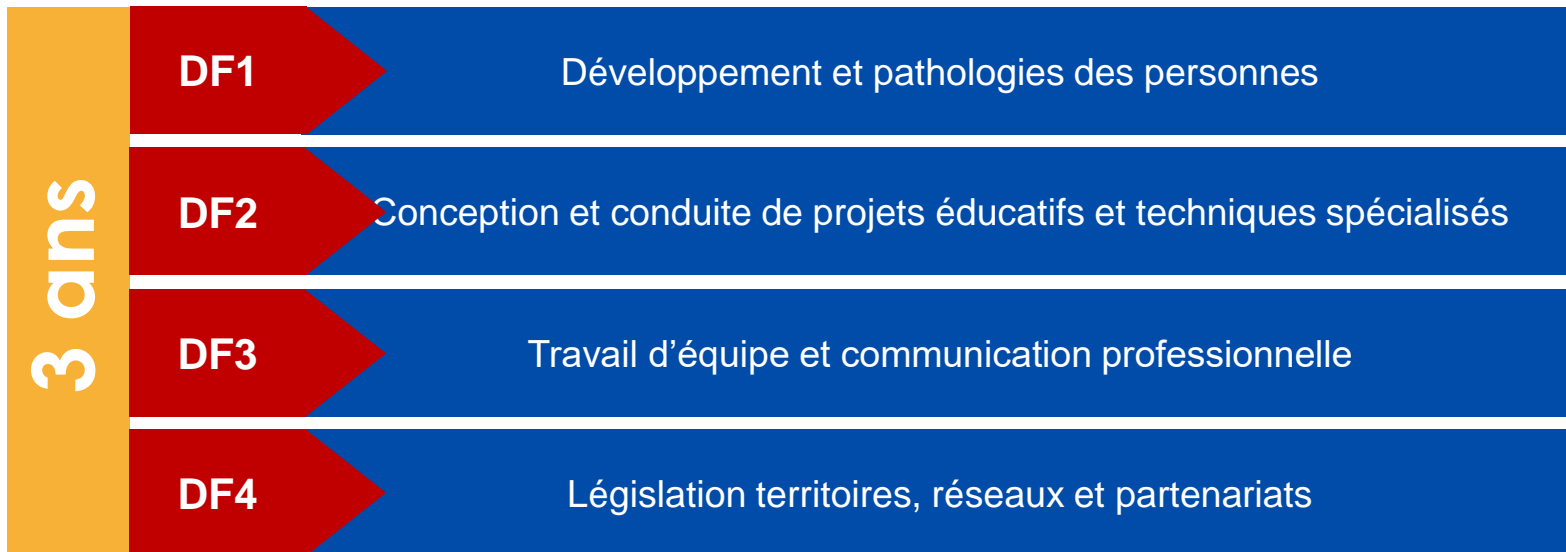 3 ans
DF1
Développement et pathologies des personnes
DF2
Conception et conduite de projets éducatifs et techniques spécialisés
DF3
Travail d’équipe et communication professionnelle
DF4
Législation territoires, réseaux et partenariats